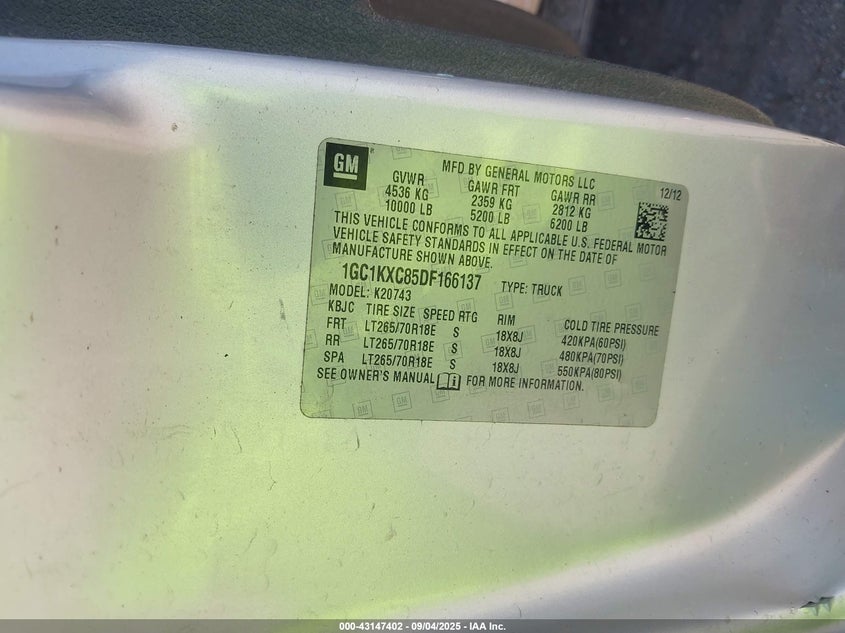 GM
MFD BY GENERAL MOTORS LLC
12/12
GVWR GAWR FRT GAWR RR
4536 KG 2359 KG 2812 KG
10000 LB 5200 LB 6200 LB
THIS VEHICLE CONFORMS TO ALL APPLICABLE U.S. FEDERAL MOTOR
VEHICLE SAFETY STANDARDS IN EFFECT ON THE DATE OF
MANUFACTURE SHOWN ABOVE.
1GC1KXC85DF166137 TYPE: TRUCK
MODEL: K20743
KBJC TIRE SIZE SPEED RTG RIM COLD TIRE PRESSURE
FRT LT265/70R18E S 18X8J 420KPA(60PSI)
RR LT265/70R18E S 18X8J 480KPA(70PSI)
SPA LT265/70R18E S 18X8J 550KPA(80PSI)
SEE OWNER'S MANUAL FOR MORE INFORMATION.
000-43147402 - 09/04/2025 - IAA Inc.